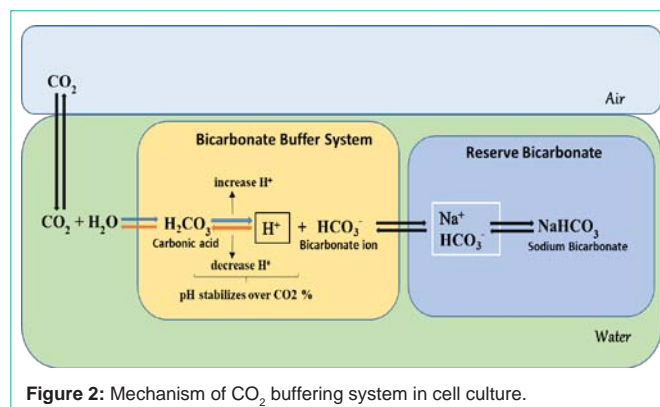 CO₂
Air
Bicarbonate Buffer System
Reserve Bicarbonate
increase H⁺
CO₂ + H₂O
H₂CO₃
Carbonic acid
H⁺ + HCO₃⁻
Bicarbonate ion
Na⁺
HCO₃⁻
NaHCO₃
Sodium Bicarbonate
decrease H⁺
pH stabilizes over CO2 %
Water
Figure 2: Mechanism of CO₂ buffering system in cell culture.